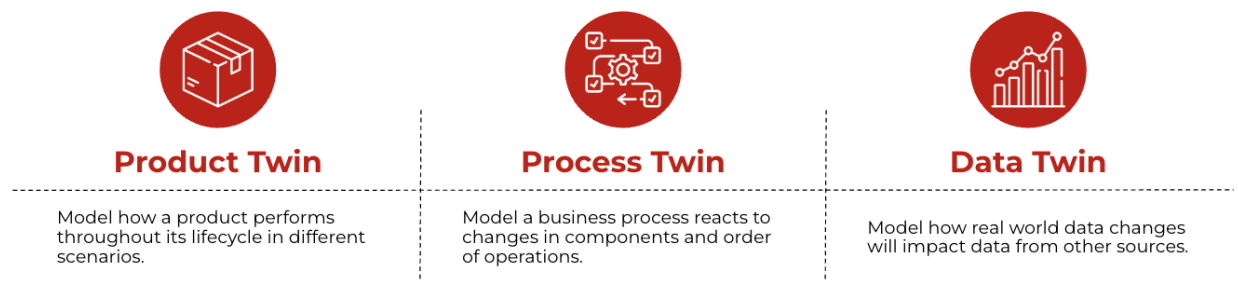 Product Twin
Model how a product performs
throughout its lifecycle in different
scenarios.
Process Twin
Model a business process reacts to
changes in components and order
of operations.
Data Twin
Model how real world data changes
will impact data from other sources.